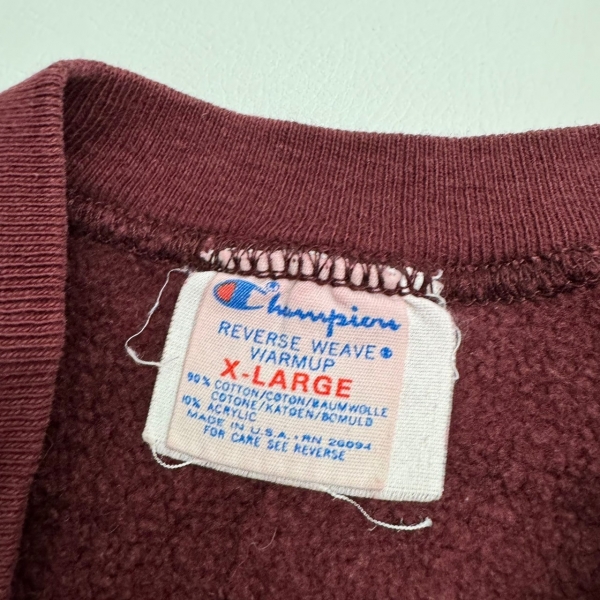 Champion
REVERSE WEAVE®
WARMUP
X-LARGE
90% COTTON/COTON/BAUMWOLLE
COTONE/KATOEN/BOMULD
10% ACRYLIC
MADE IN U.S.A. • RN 26094
FOR CARE SEE REVERSE